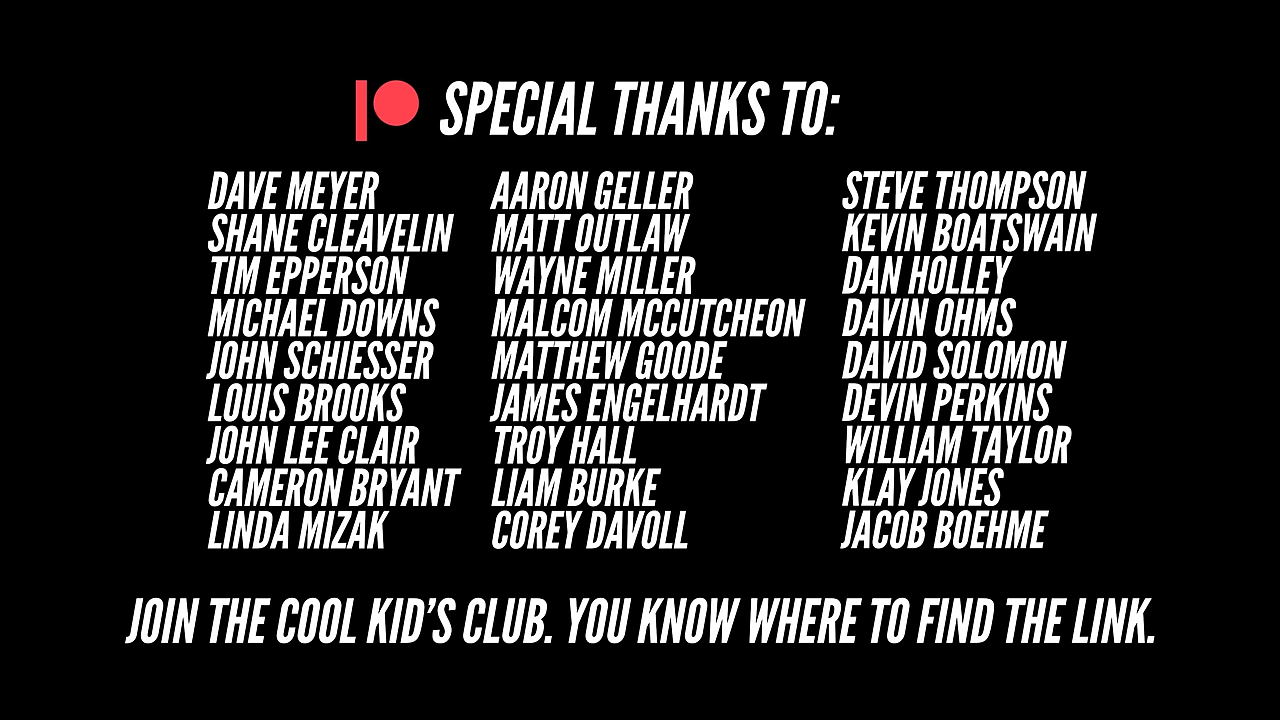 SPECIAL THANKS TO:
DAVE MEYER
SHANE CLEAVELIN
TIM EPPERSON
MICHAEL DOWNS
JOHN SCHIESSER
LOUIS BROOKS
JOHN LEE CLAIR
CAMERON BRYANT
LINDA MIZAK
AARON GELLER
MATT OUTLAW
WAYNE MILLER
MALCOM MCCUTCHEON
MATTHEW GOODE
JAMES ENGELHARDT
TROY HALL
LIAM BURKE
COREY DAVOLL
STEVE THOMPSON
KEVIN BOATSWAIN
DAN HOLLEY
DAVIN OHMS
DAVID SOLOMON
DEVIN PERKINS
WILLIAM TAYLOR
KLAY JONES
JACOB BOEHME
JOIN THE COOL KID’S CLUB. YOU KNOW WHERE TO FIND THE LINK.